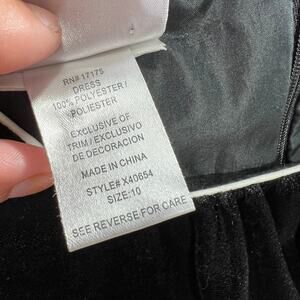 RN# 17175
DRESS
100% POLYESTER /
POLIESTER
EXCLUSIVE OF
TRIM / EXCLUSIVO
DE DECORACION
MADE IN CHINA
STYLE# X40654
SIZE: 10
SEE REVERSE FOR CARE